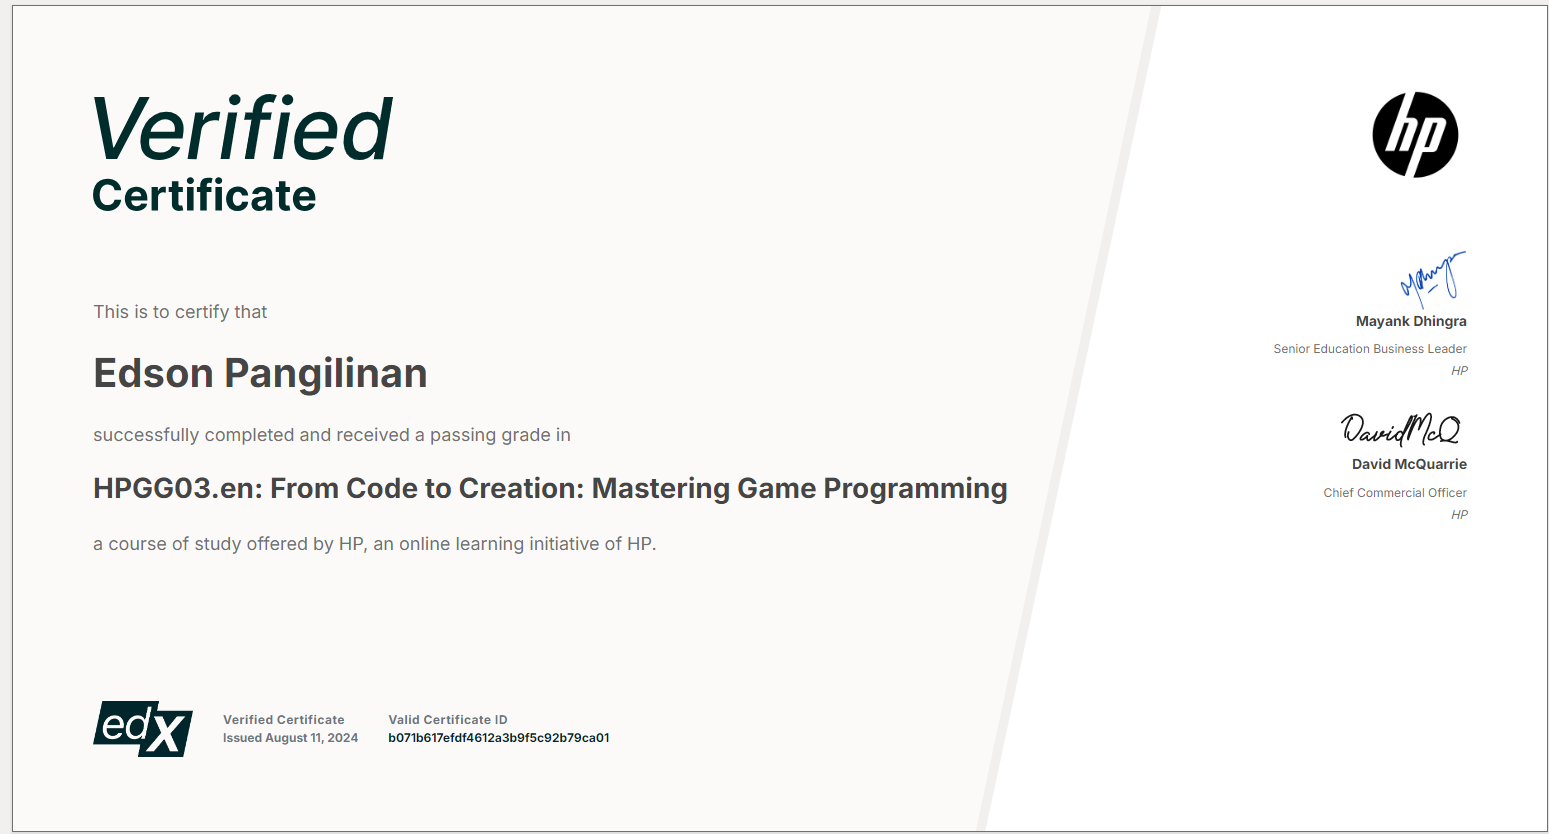 Verified
Certificate
This is to certify that
Edson Pangilinan
successfully completed and received a passing grade in
HPGG03.en: From Code to Creation: Mastering Game Programming
a course of study offered by HP, an online learning initiative of HP.
edX
Verified Certificate
Issued August 11, 2024
Valid Certificate ID
b071b617efdf4612a3b9f5c92b79ca01
hp
Mayank Dhingra
Senior Education Business Leader
HP
DavidMcQ
David McQuarrie
Chief Commercial Officer
HP